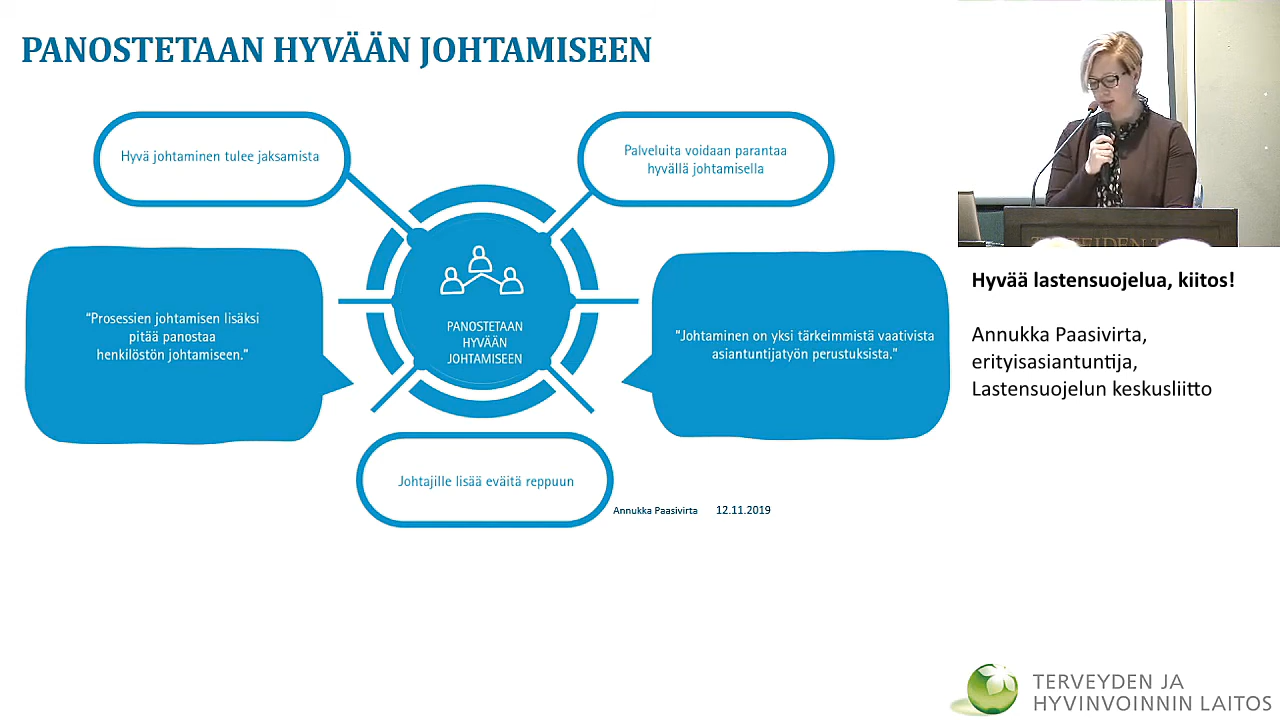 PANOSTETAAN HYVÄÄN JOHTAMISEEN
Hyvä johtaminen tulee jaksamista
Palveluita voidaan parantaa
hyvällä johtamisella
"Prosessien johtamisen lisäksi
pitää panostaa
henkilöstön johtamiseen."
PANOSTETAAN
HYVÄÄN
JOHTAMISEEN
"Johtaminen on yksi tärkeimmistä vaativista
asiantuntijatyön perustuksista."
Johtajille lisää eväitä reppuun
Annukka Paasivirta 12.11.2019
Hyvää lastensuojelua, kiitos!
Annukka Paasivirta,
erityisasiantuntija,
Lastensuojelun keskusliitto
TERVEYDEN JA
HYVINVOINNIN LAITOS